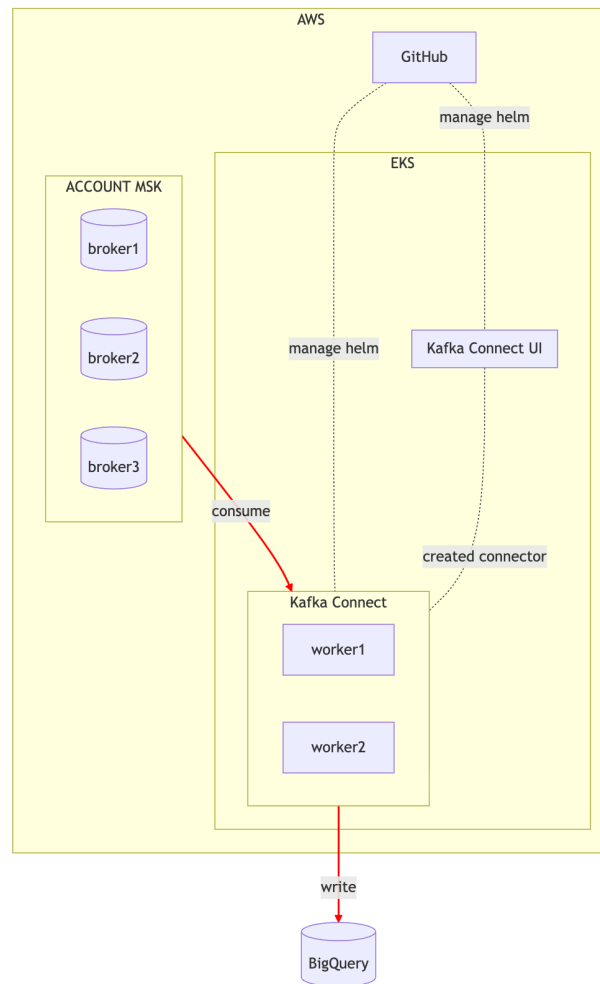 AWS
GitHub
manage helm
EKS
ACCOUNT MSK
broker1
broker2
broker3
manage helm
Kafka Connect UI
consume
created connector
Kafka Connect
worker1
worker2
write
BigQuery